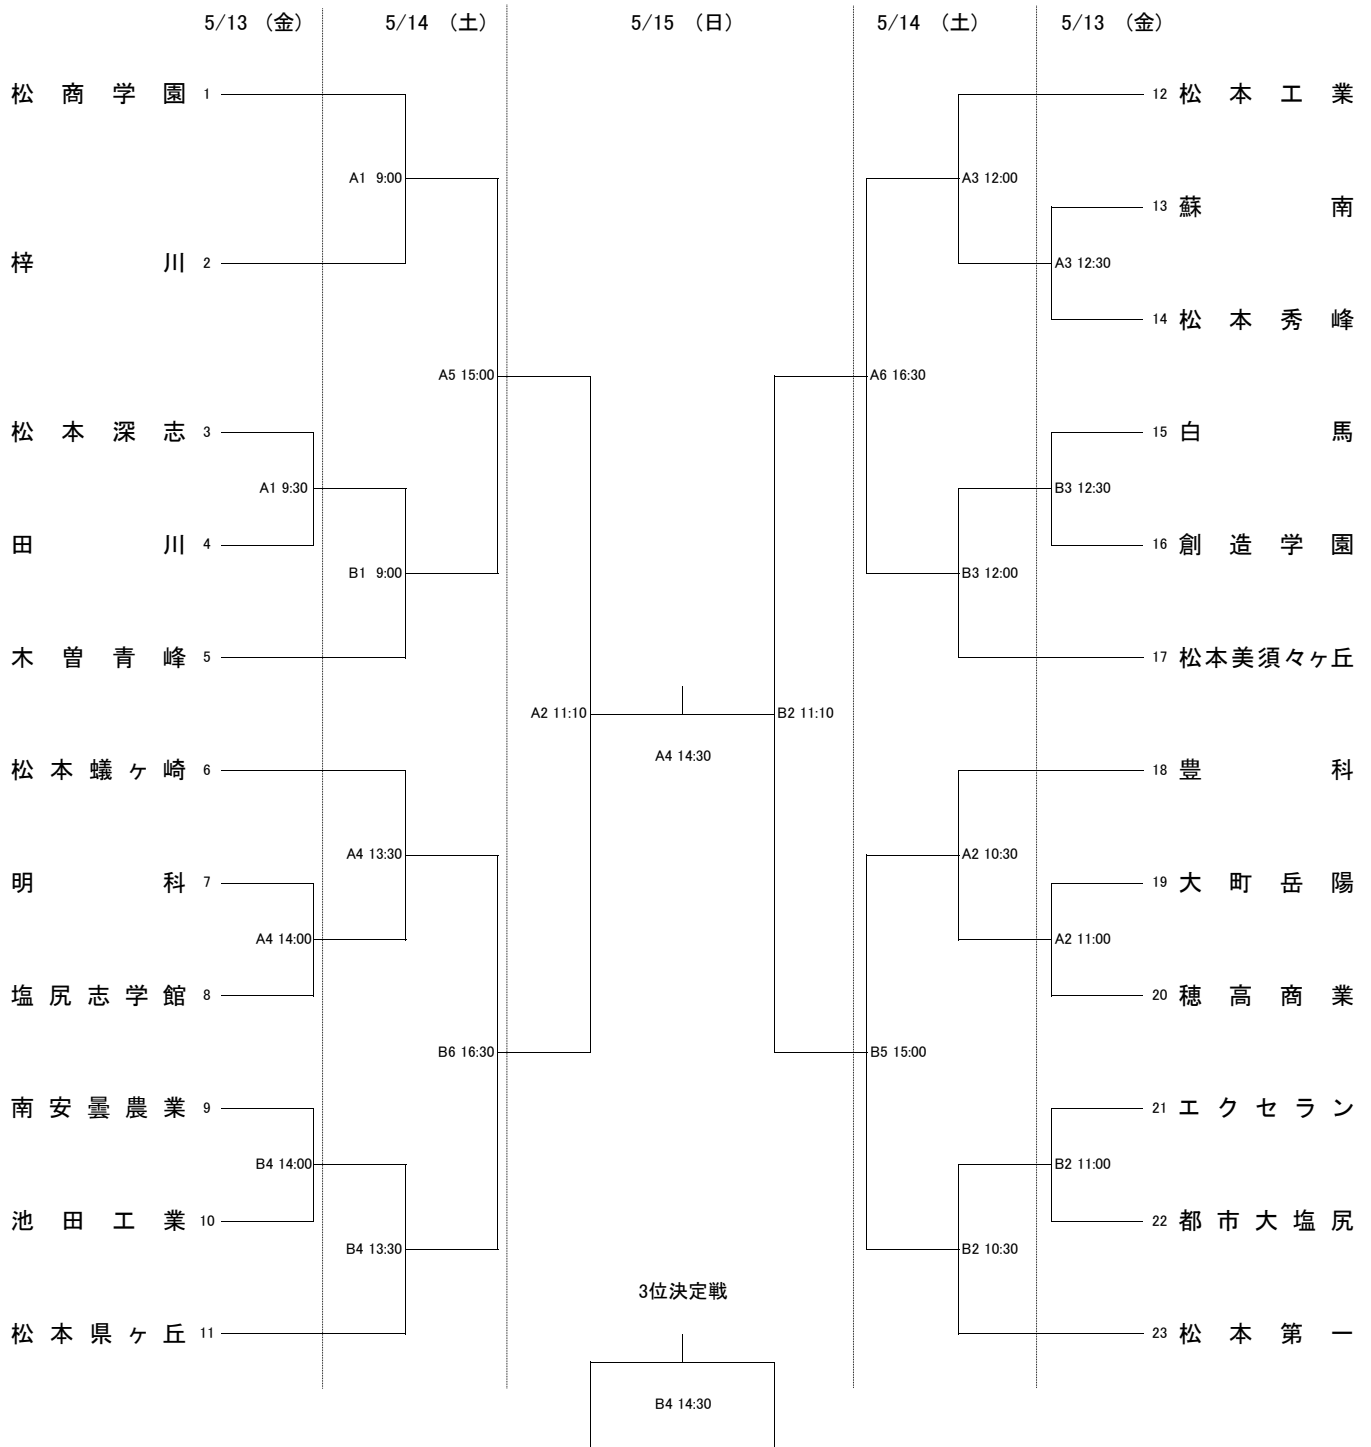 5/13 （金） 5/14 （土） 5/15 （日） 5/14 （土） 5/13 （金）
松商学園 1 12 松本工業
A1 9:00 A3 12:00
13 蘇南
梓川 2 A3 12:30
14 松本秀峰
A5 15:00 A6 16:30
松本深志 3 15 白馬
A1 9:30 B3 12:30
田川 4 16 創造学園
B1 9:00 B3 12:00
木曽青峰 5 17 松本美須々ヶ丘
A2 11:10 B2 11:10
A4 14:30
松本蟻ヶ崎 6 18 豊科
A4 13:30 A2 10:30
明科 7 19 大町岳陽
A4 14:00 A2 11:00
塩尻志学館 8 20 穂高商業
B6 16:30 B5 15:00
南安曇農業 9 21 エクセラン
B4 14:00 B2 11:00
池田工業 10 22 都市大塩尻
B4 13:30 B2 10:30
3位決定戦
松本県ヶ丘 11 23 松本第一
B4 14:30